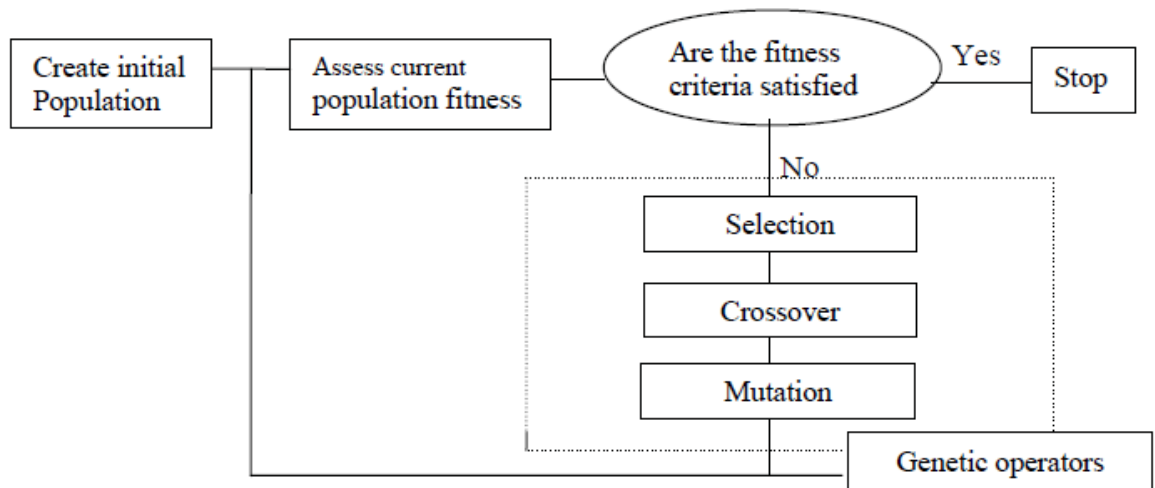 Create initial
Population
Assess current
population fitness
Are the fitness
criteria satisfied
Yes
Stop
No
Selection
Crossover
Mutation
Genetic operators